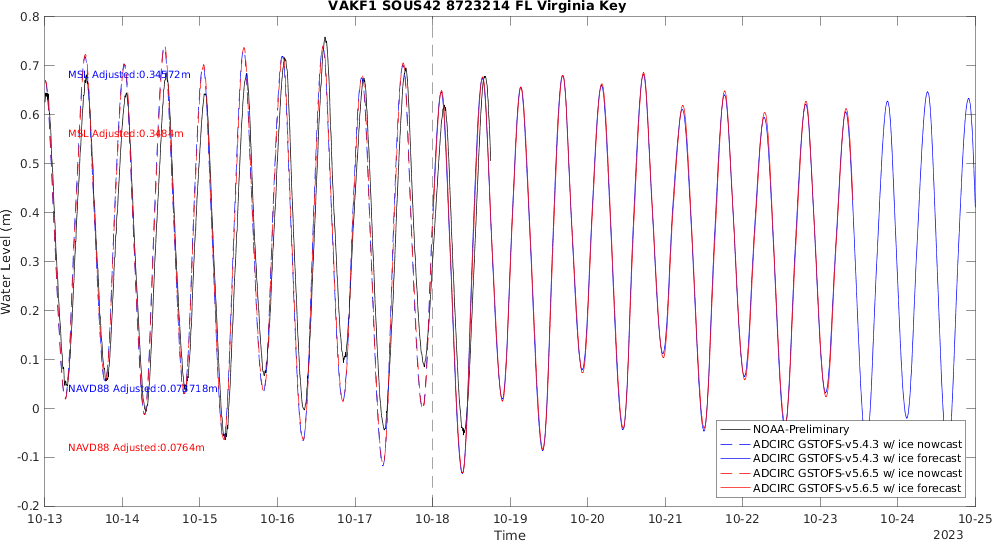 VAKF1 SOUS42 8723214 FL Virginia Key
0.8
0.7
0.6
0.5
0.4
0.3
0.2
0.1
0
-0.1
-0.2
Water Level (m)
MSL Adjusted:0.34572m
MSL Adjusted:0.3484m
NAVD88 Adjusted:0.073718m
NAVD88 Adjusted:0.0764m
NOAA-Preliminary
ADCIRC GSTOFS-v5.4.3 w/ ice nowcast
ADCIRC GSTOFS-v5.4.3 w/ ice forecast
ADCIRC GSTOFS-v5.6.5 w/ ice nowcast
ADCIRC GSTOFS-v5.6.5 w/ ice forecast
10-13 10-14 10-15 10-16 10-17 10-18 10-19 10-20 10-21 10-22 10-23 10-24 10-25
Time
2023